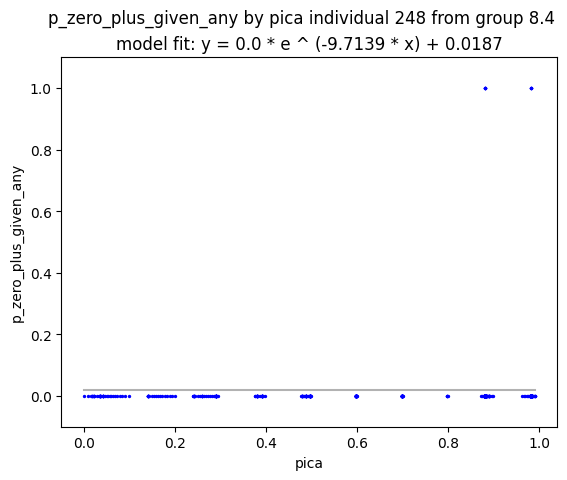 p_zero_plus_given_any by pica individual 248 from group 8.4
model fit: y = 0.0 * e ^ (-9.7139 * x) + 0.0187
1.0
0.8
0.6
0.4
0.2
0.0
p_zero_plus_given_any
0.0 0.2 0.4 0.6 0.8 1.0
pica